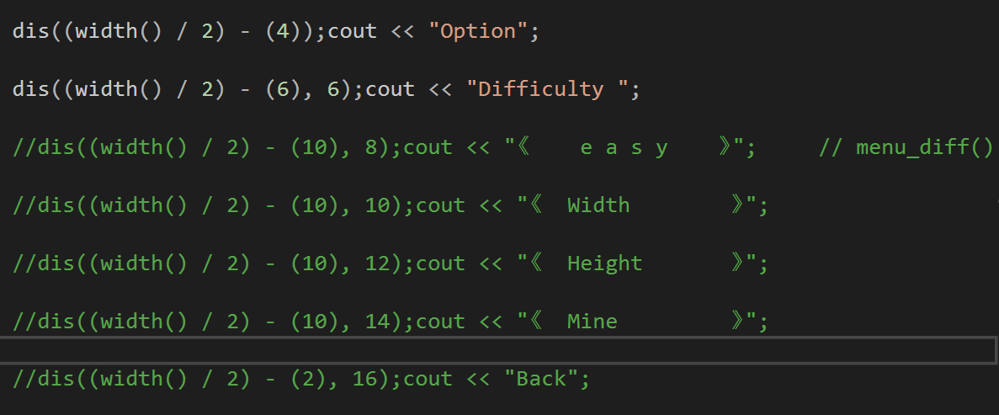 dis((width() / 2) - (4));cout << "Option";
dis((width() / 2) - (6), 6);cout << "Difficulty ";
//dis((width() / 2) - (10), 8);cout << "《    e a s y    》";     // menu_diff()
//dis((width() / 2) - (10), 10);cout << "《  Width        》";
//dis((width() / 2) - (10), 12);cout << "《  Height       》";
//dis((width() / 2) - (10), 14);cout << "《  Mine         》";
//dis((width() / 2) - (2), 16);cout << "Back";